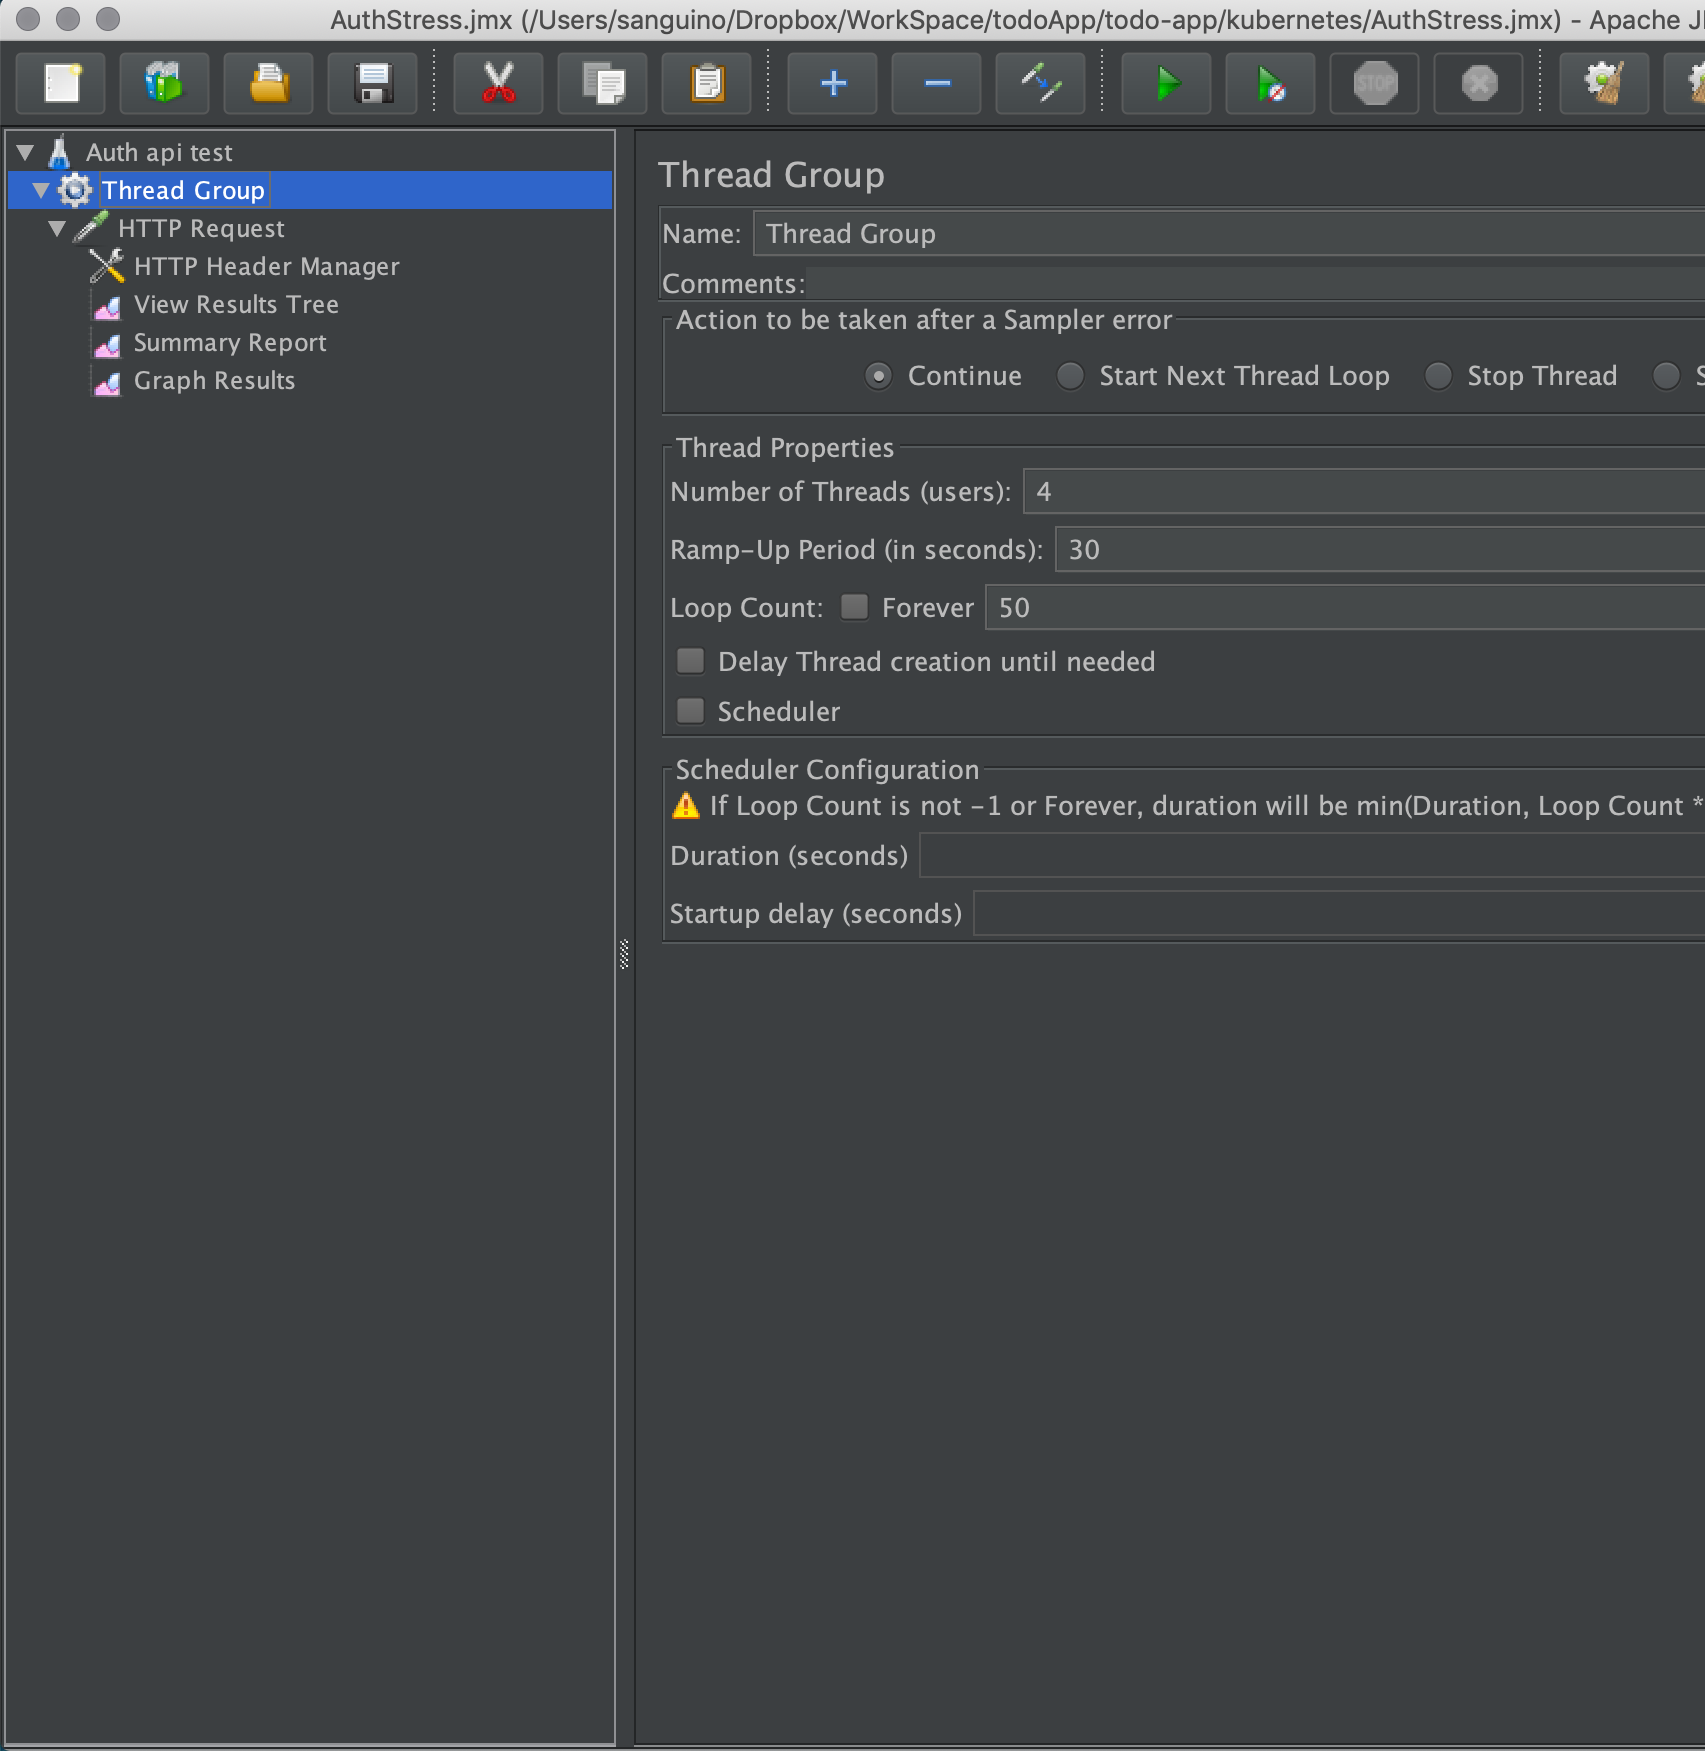 AuthStress.jmx (/Users/sanguino/Dropbox/WorkSpace/todoApp/todo-app/kubernetes/AuthStress.jmx) - Apache
STOP
Auth api test
Thread Group
HTTP Request
HTTP Header Manager
View Results Tree
Summary Report
Graph Results
Thread Group
Name: Thread Group
Comments:
Action to be taken after a Sampler error
Continue Start Next Thread Loop Stop Thread
Thread Properties
Number of Threads (users): 4
Ramp-Up Period (in seconds): 30
Loop Count: Forever 50
Delay Thread creation until needed
Scheduler
Scheduler Configuration
If Loop Count is not -1 or Forever, duration will be min(Duration, Loop Count *
Duration (seconds)
Startup delay (seconds)